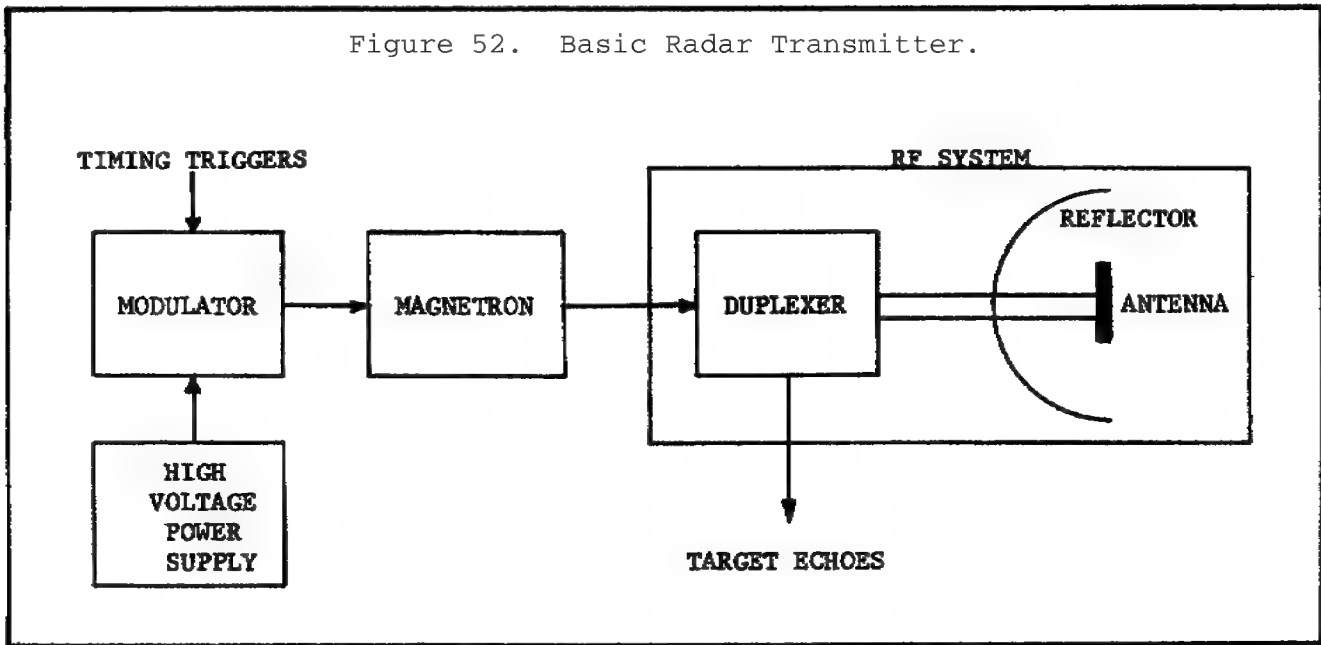 Figure 52. Basic Radar Transmitter.
TIMING TRIGGERS
RF SYSTEM
REFLECTOR
MODULATOR
MAGNETRON
DUPLEXER
ANTENNA
HIGH
VOLTAGE
POWER
SUPPLY
TARGET ECHOES